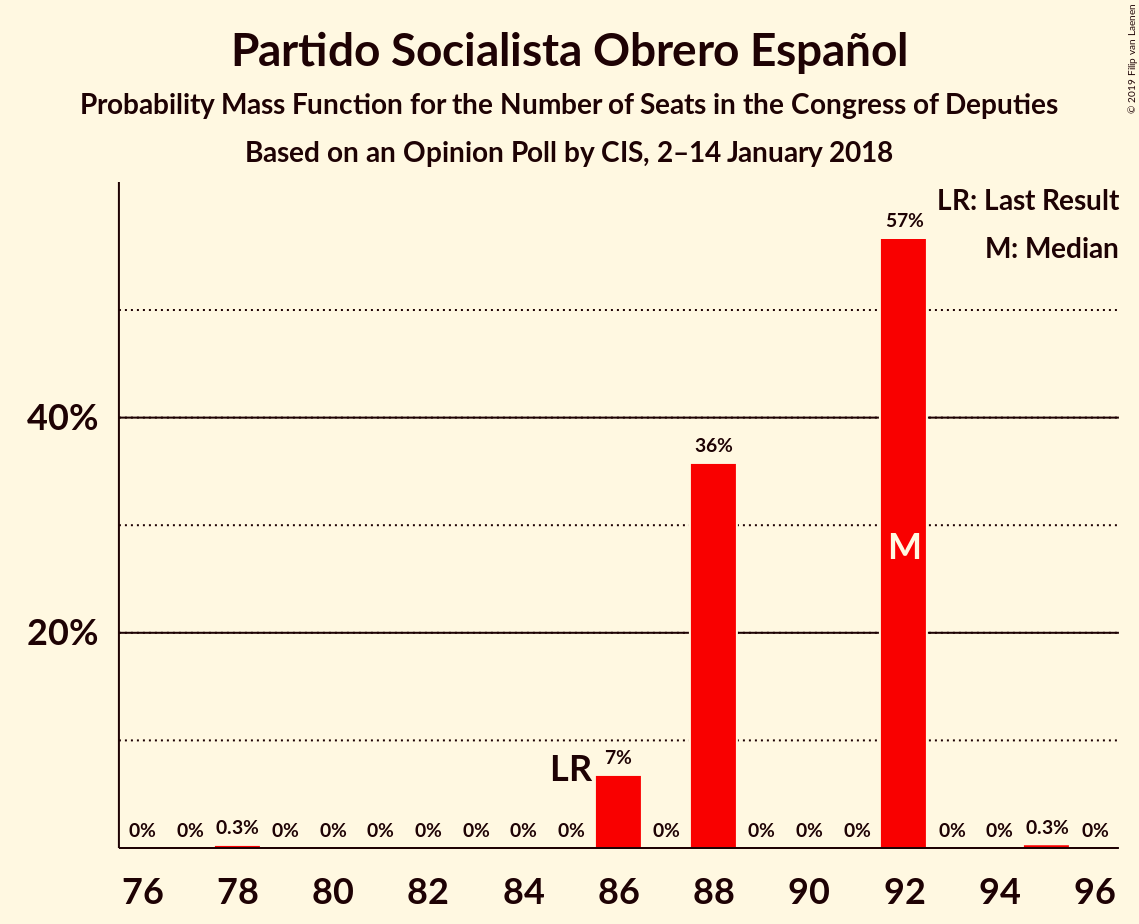 Partido Socialista Obrero Español
Probability Mass Function for the Number of Seats in the Congress of Deputies
Based on an Opinion Poll by CIS, 2–14 January 2018
© 2019 Filip van Laenen
LR: Last Result
M: Median
57%
40%
36%
M
20%
LR
7%
0% 0% 0.3% 0% 0% 0% 0% 0% 0% 0% 0% 0% 0% 0% 0% 0% 0.3% 0%
76 78 80 82 84 86 88 90 92 94 96